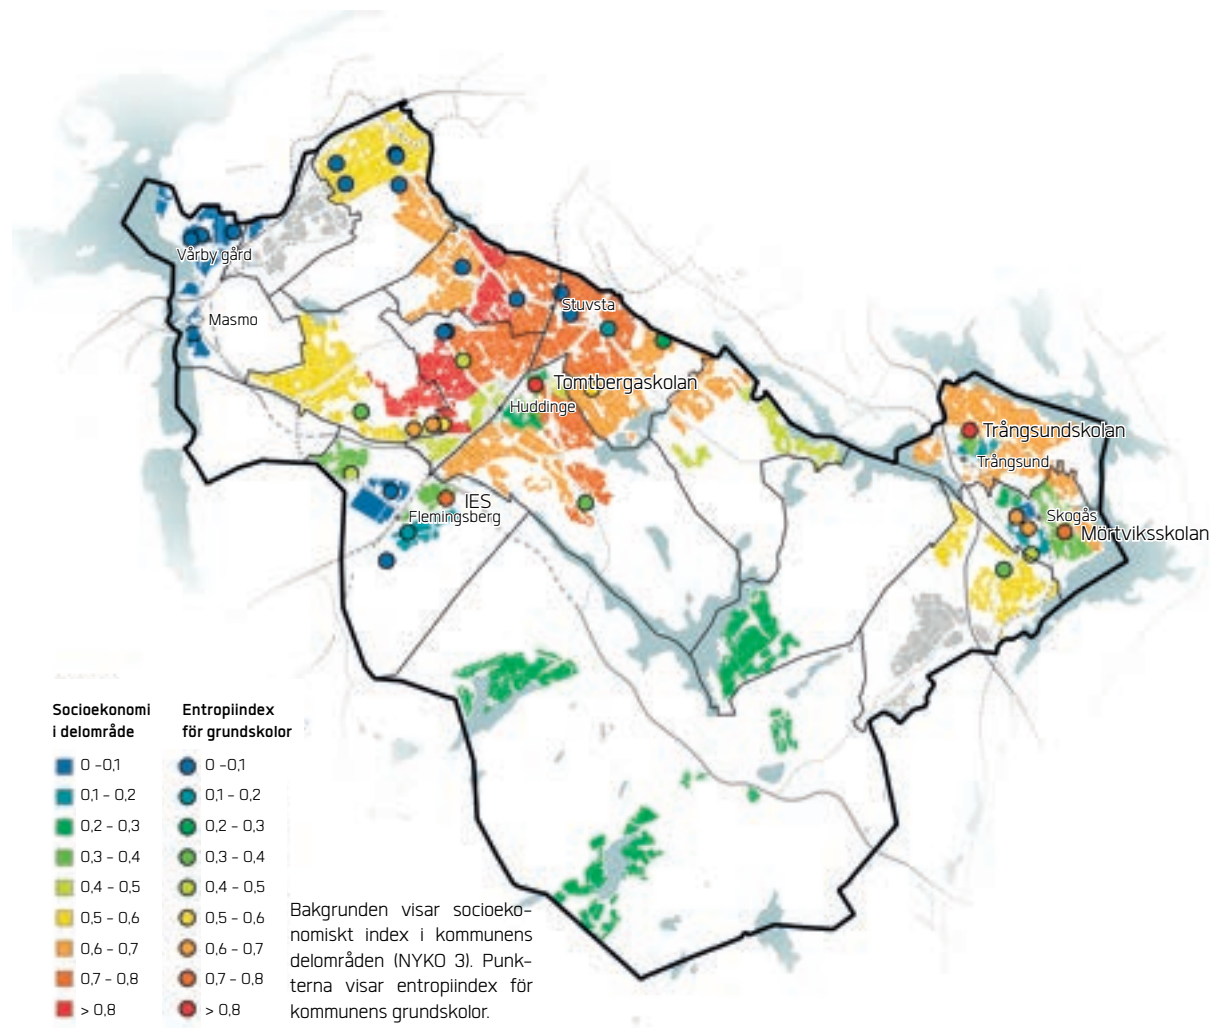 Vårby gård
Masmo
Stuvsta
Tomtbergaskolan
Huddinge
Trångsundskolan
Trångsund
IES
Flemingsberg
Skogås
Mörtviksskolan
Socioekonomi
i delområde
0 -0,1
0,1 - 0,2
0,2 - 0,3
0,3 - 0,4
0,4 - 0,5
0,5 - 0,6
0,6 - 0,7
0,7 - 0,8
> 0,8
Entropiindex
för grundskolor
0 -0,1
0,1 - 0,2
0,2 - 0,3
0,3 - 0,4
0,4 - 0,5
0,5 - 0,6
0,6 - 0,7
0,7 - 0,8
> 0,8
Bakgrunden visar socioeko-
nomiskt index i kommunens
delområden (NYKO 3). Punk-
terna visar entropiindex för
kommunens grundskolor.